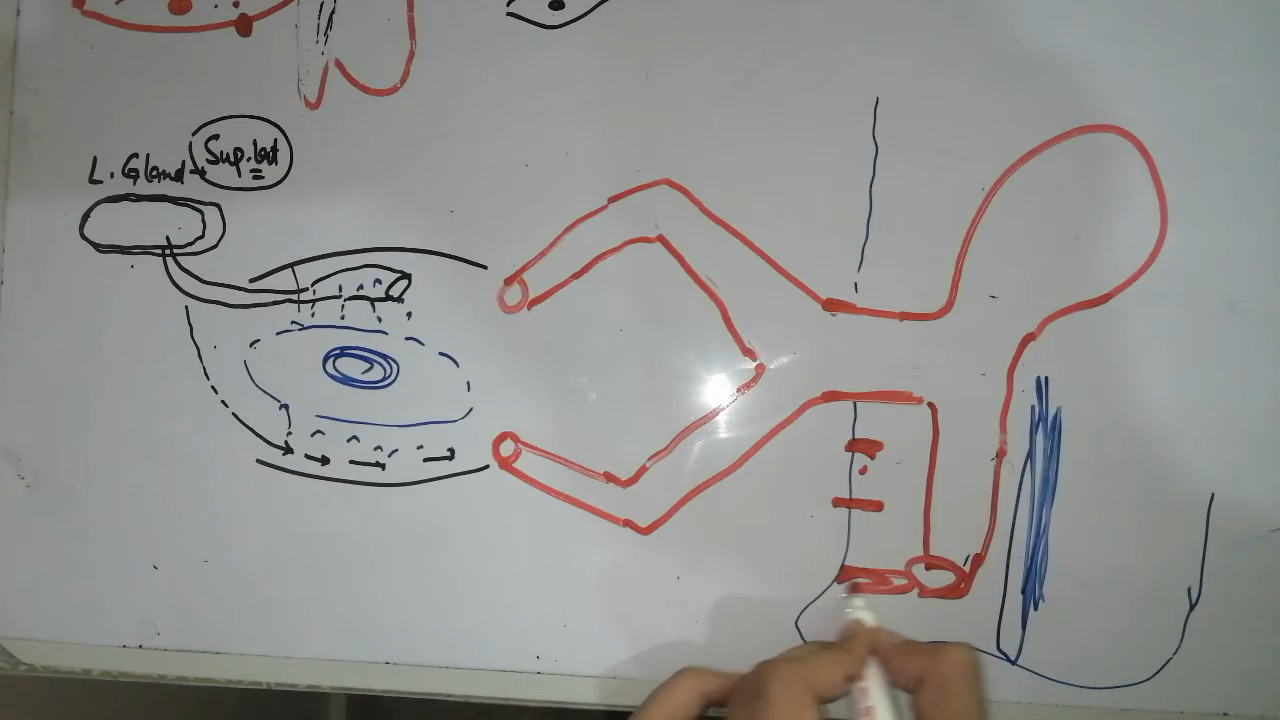 L. Gland → Sup. lat